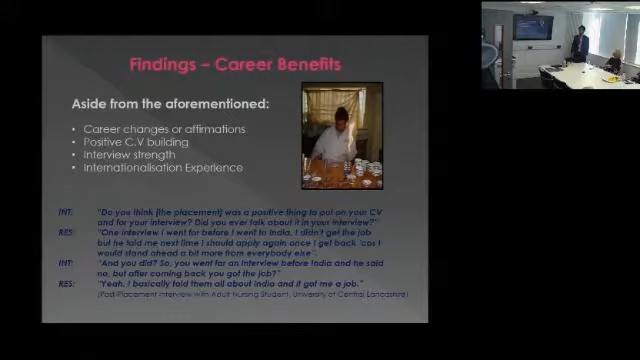 Findings – Career Benefits
Aside from the aforementioned:
• Career changes or affirmations
• Positive C.V building
• Interview strength
• Internationalisation Experience
INT: "Do you think [the placement] was a positive thing to put on your CV
and for your interview? Did you ever talk about it in your interview?"
RES: "One interview I went for before I went to India, I didn't get the job
but he told me next time I should apply again once I get back 'cos I
would stand ahead a bit more from everybody else".
INT: "And you did? So, you went for an interview before India and he said
no, but after coming back you got the job?"
RES: "Yeah. I basically told them all about India and it got me a job."
(Post-Placement Interview with Adult Nursing Student, University of Central Lancashire)